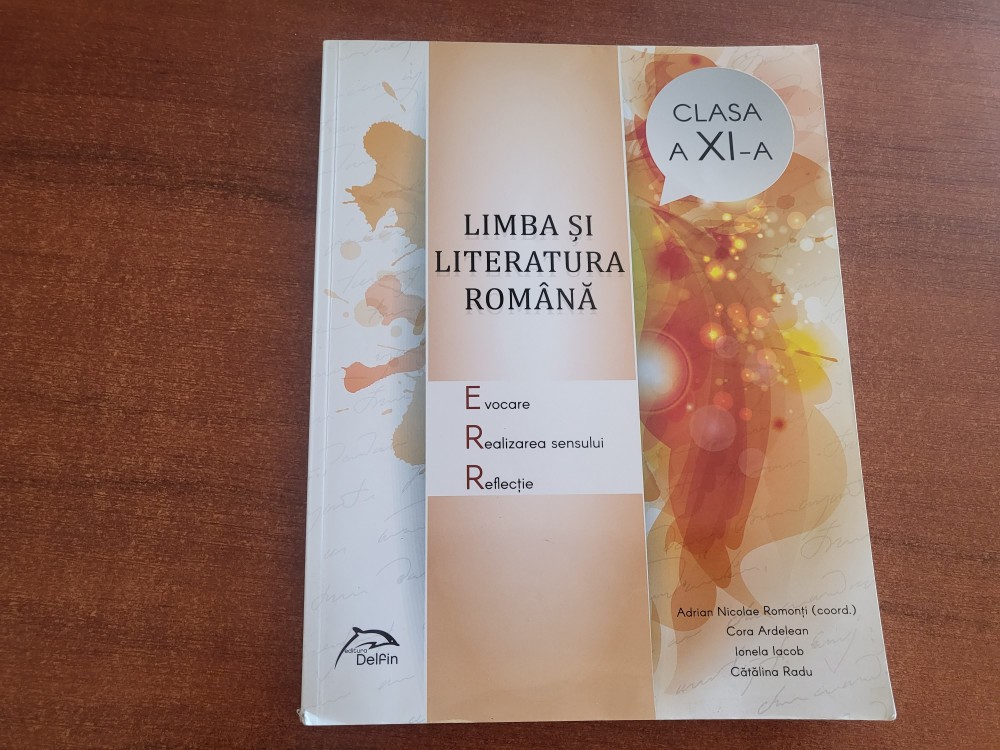 CLASA
A XI-A
LIMBA ȘI
LITERATURA
ROMÂNĂ
Evocare
Realizarea sensului
Reflecție
Adrian Nicolae Romonți (coord.)
Cora Ardelean
Ionela Iacob
Cătălina Radu
editura
Delfin